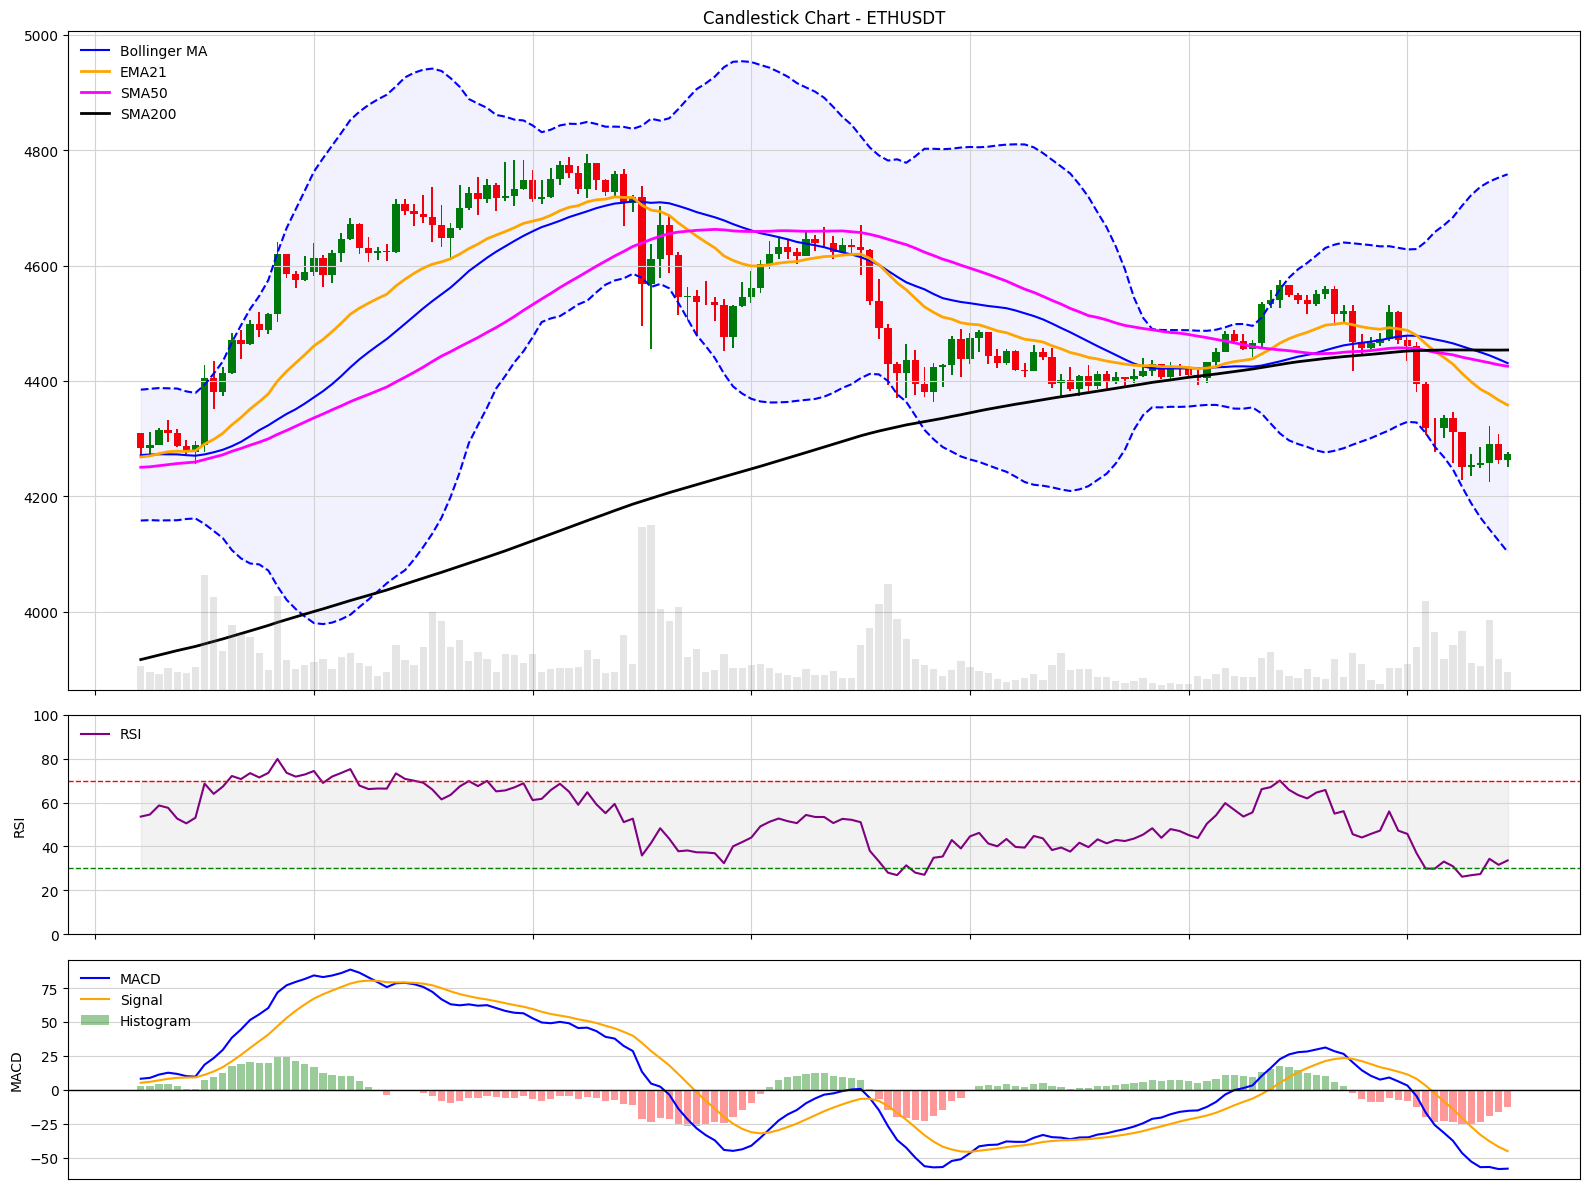 Candlestick Chart - ETHUSDT
5000
4800
4600
4400
4200
4000
Bollinger MA
EMA21
SMA50
SMA200
100
80
60
40
20
0
RSI
RSI
75
50
25
0
−25
−50
MACD
MACD
Signal
Histogram